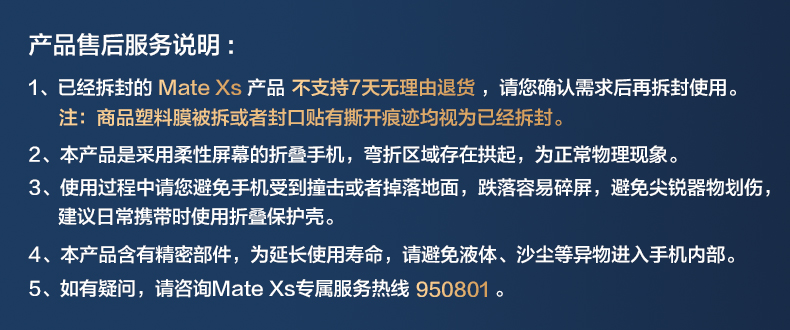 产品售后服务说明：
1、已经拆封的 Mate Xs 产品 不支持7天无理由退货，请您确认需求后再拆封使用。
注：商品塑料膜被拆或者封口贴有撕开痕迹均视为已经拆封。
2、本产品是采用柔性屏幕的折叠手机，弯折区域存在拱起，为正常物理现象。
3、使用过程中请您避免手机受到撞击或者掉落地面，跌落容易碎屏，避免尖锐器物划伤，
建议日常携带时使用折叠保护壳。
4、本产品含有精密部件，为延长使用寿命，请避免液体、沙尘等异物进入手机内部。
5、如有疑问，请咨询Mate Xs专属服务热线 950801。